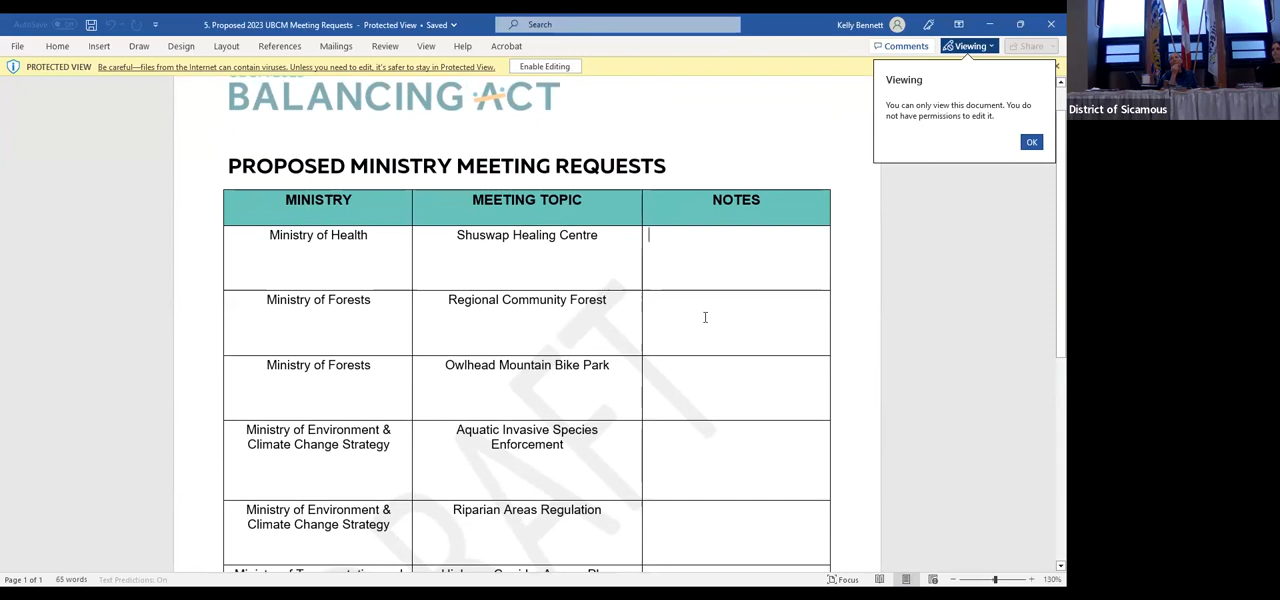 AutoSave Off
5. Proposed 2023 UBCM Meeting Requests - Protected View • Saved
Search
Kelly Bennett
File Home Insert Draw Design Layout References Mailings Review View Help Acrobat
Comments Viewing Share
PROTECTED VIEW Be careful—files from the Internet can contain viruses. Unless you need to edit, it's safer to stay in Protected View. Enable Editing
Viewing
You can only view this document. You do
not have permissions to edit it.
OK
District of Sicamous
BALANCING ACT
PROPOSED MINISTRY MEETING REQUESTS
MINISTRY MEETING TOPIC NOTES
Ministry of Health Shuswap Healing Centre
Ministry of Forests Regional Community Forest
Ministry of Forests Owlhead Mountain Bike Park
Ministry of Environment &
Climate Change Strategy
Aquatic Invasive Species
Enforcement
Ministry of Environment &
Climate Change Strategy
Riparian Areas Regulation
DRAFT
Page 1 of 1 65 words Text Predictions: On
Focus
130%